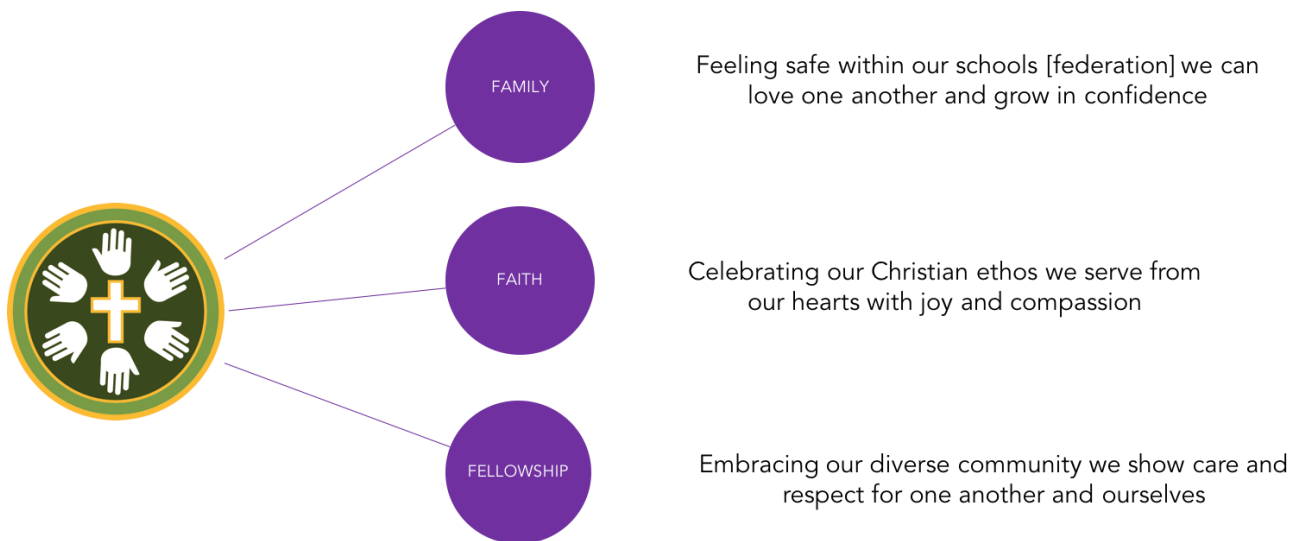 FAMILY
Feeling safe within our schools [federation] we can
love one another and grow in confidence
FAITH
Celebrating our Christian ethos we serve from
our hearts with joy and compassion
FELLOWSHIP
Embracing our diverse community we show care and
respect for one another and ourselves